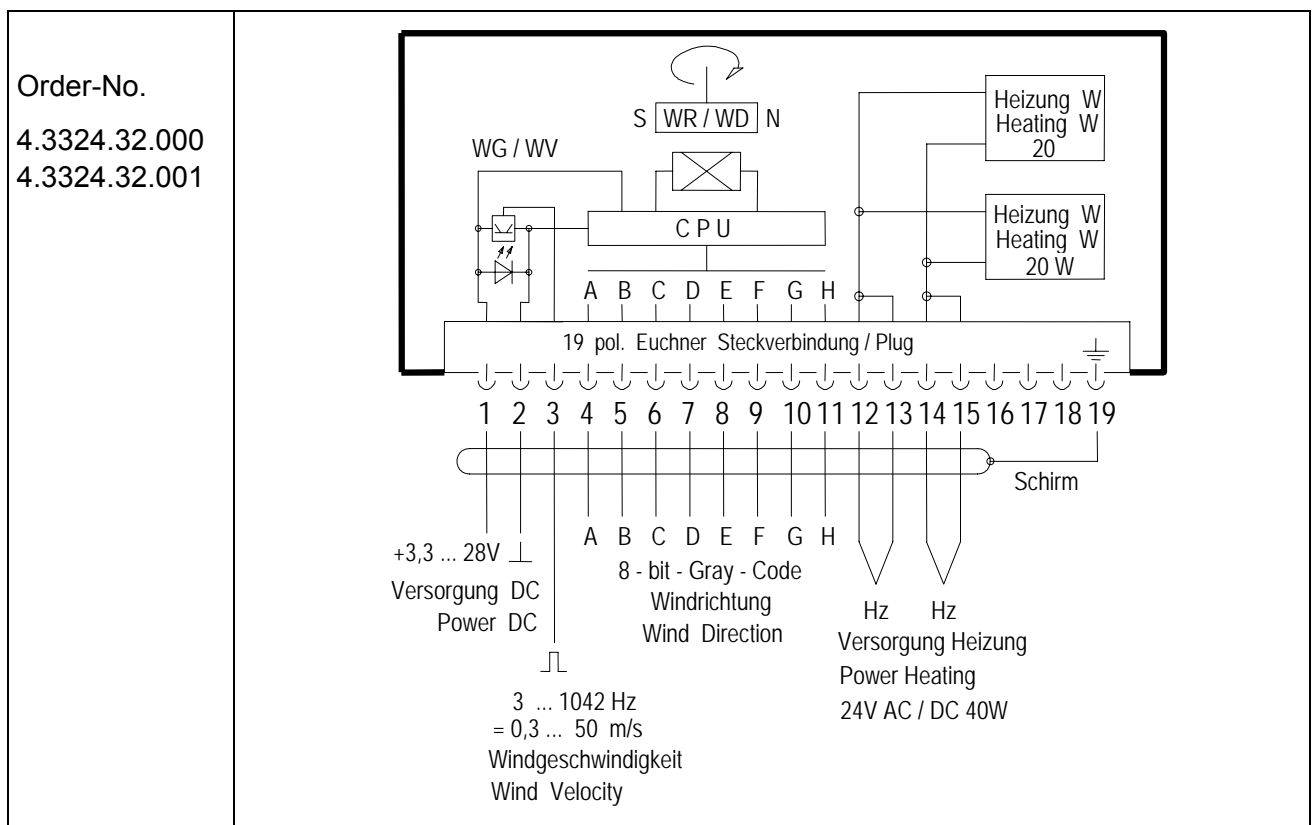 Order-No.
4.3324.32.000
4.3324.32.001
S WR / WD N
WG / WV
C P U
Heizung W
Heating W
20
Heizung W
Heating W
20 W
A B C D E F G H
19 pol. Euchner Steckverbindung / Plug
1 2 3 4 5 6 7 8 9 10 11 12 13 14 15 16 17 18 19
Schirm
+3,3 ... 28V
Versorgung DC
Power DC
A B C D E F G H
8 - bit - Gray - Code
Windrichtung
Wind Direction
Hz Hz
Versorgung Heizung
Power Heating
24V AC / DC 40W
3 ... 1042 Hz
= 0,3 ... 50 m/s
Windgeschwindigkeit
Wind Velocity